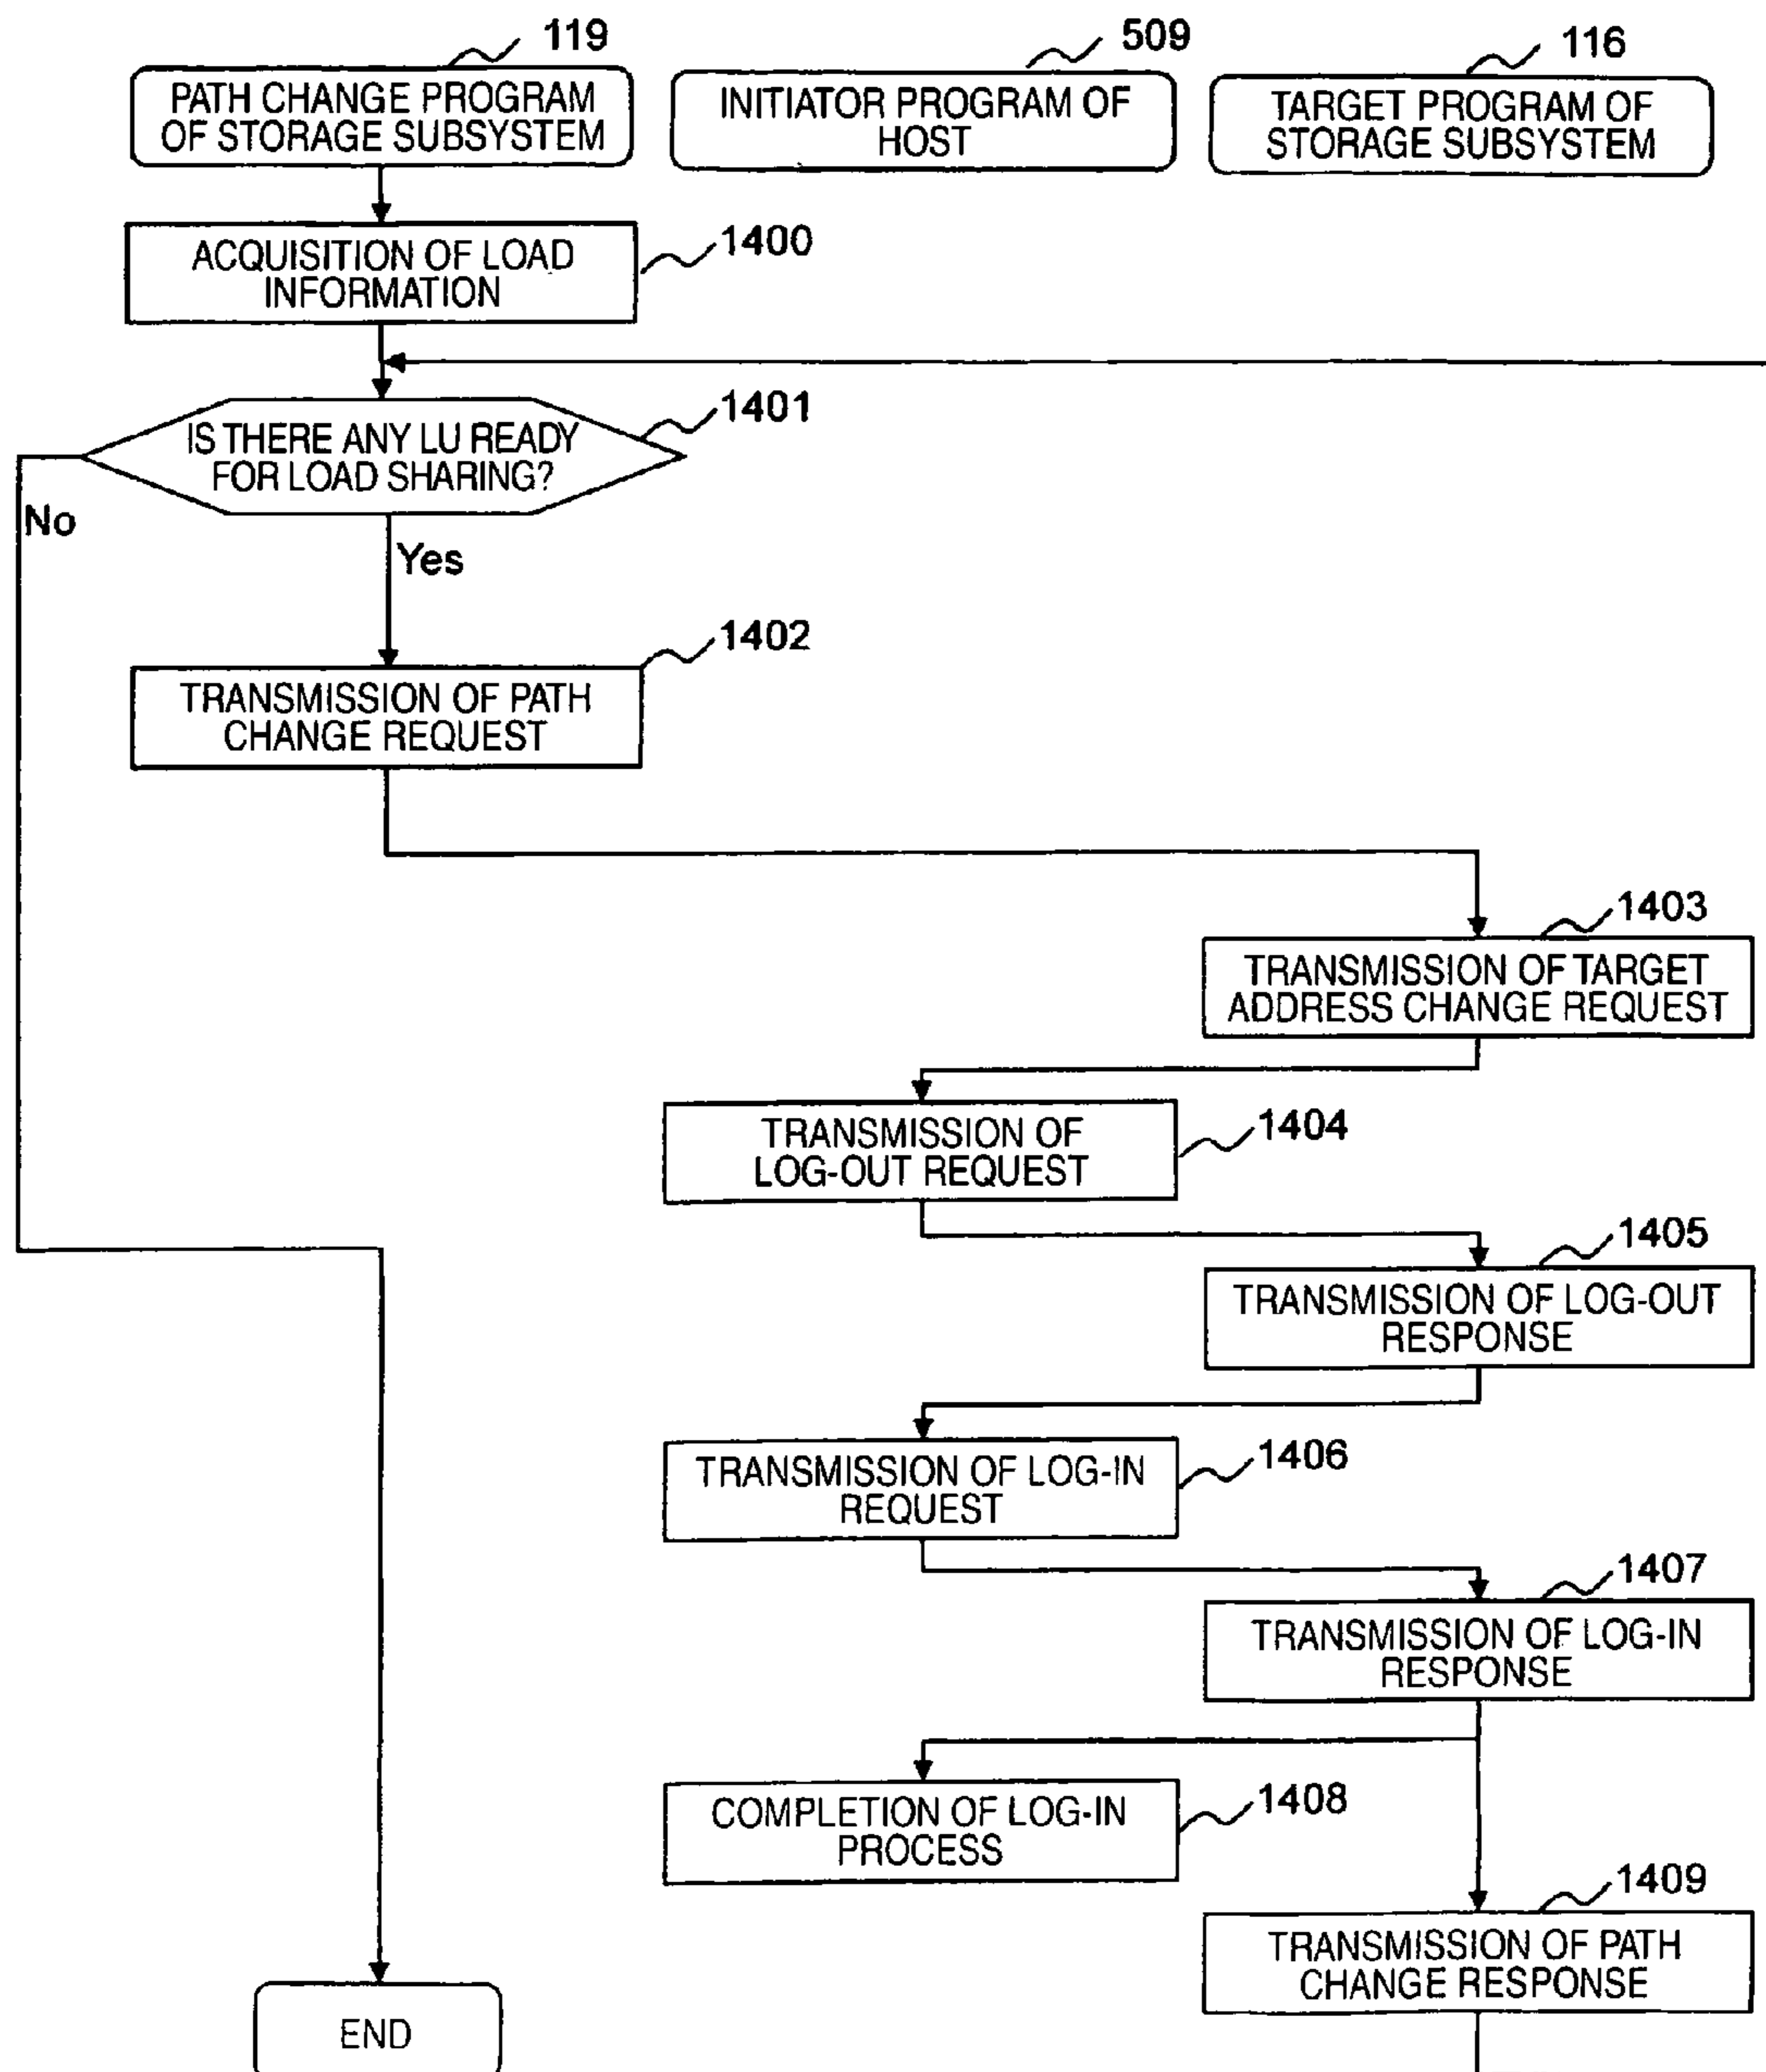 119
PATH CHANGE PROGRAM
OF STORAGE SUBSYSTEM
509
INITIATOR PROGRAM OF
HOST
116
TARGET PROGRAM OF
STORAGE SUBSYSTEM
ACQUISITION OF LOAD
INFORMATION
1400
IS THERE ANY LU READY
FOR LOAD SHARING?
1401
No
Yes
TRANSMISSION OF PATH
CHANGE REQUEST
1402
1403
TRANSMISSION OF TARGET
ADDRESS CHANGE REQUEST
TRANSMISSION OF
LOG-OUT REQUEST
1404
1405
TRANSMISSION OF LOG-OUT
RESPONSE
TRANSMISSION OF LOG-IN
REQUEST
1406
1407
TRANSMISSION OF LOG-IN
RESPONSE
COMPLETION OF LOG-IN
PROCESS
1408
1409
TRANSMISSION OF PATH
CHANGE RESPONSE
END